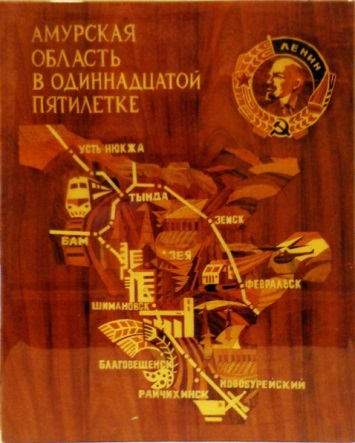 АМУРСКАЯ
ОБЛАСТЬ
В ОДИННАДЦАТОЙ
ПЯТИЛЕТКЕ
ЛЕНИН
УСТЬ-НЮКЖА
ТЫНДА
ЗЕЙСК
БАМ
ЗЕЯ
ФЕВРАЛЬСК
ШИМАНОВСК
БЛАГОВЕЩЕНСК
НОВОБУРЕЙСКИЙ
РАЙЧИХИНСК